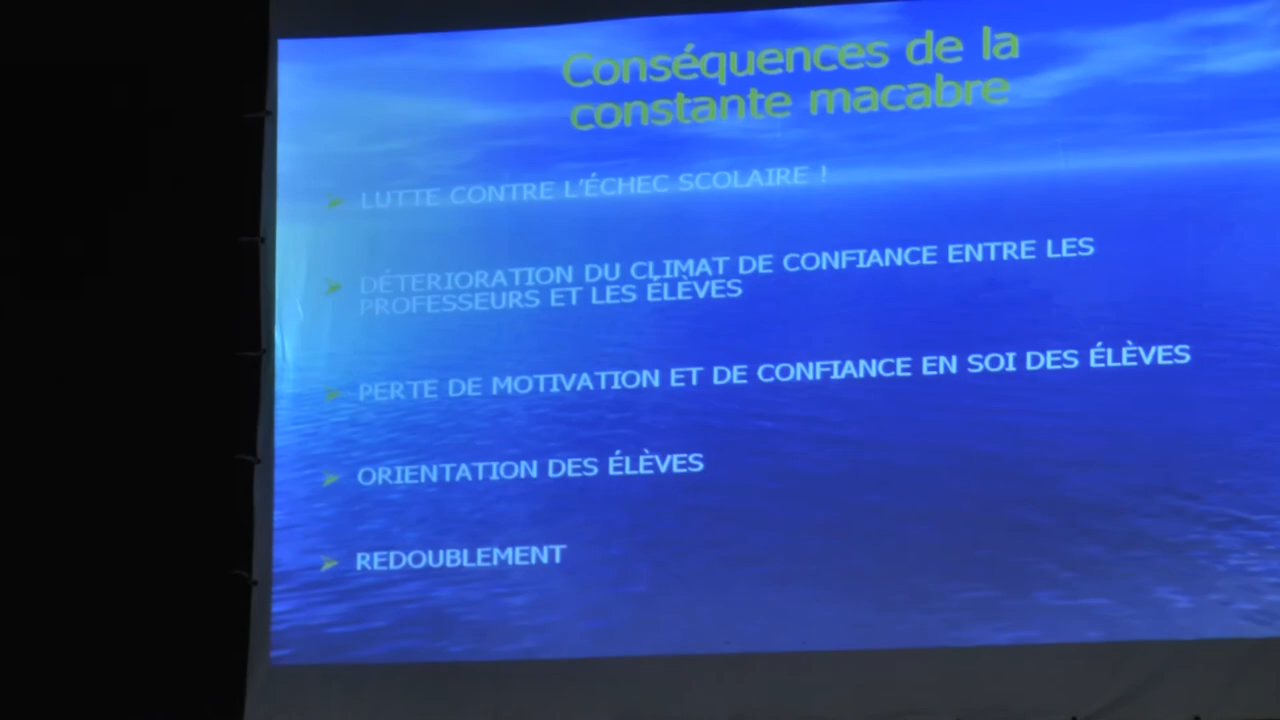 Conséquences de la
constante macabre
LUTTE CONTRE L'ÉCHEC SCOLAIRE !
DÉTERIORATION DU CLIMAT DE CONFIANCE ENTRE LES
PROFESSEURS ET LES ÉLÈVES
PERTE DE MOTIVATION ET DE CONFIANCE EN SOI DES ÉLÈVES
ORIENTATION DES ÉLÈVES
REDOUBLEMENT